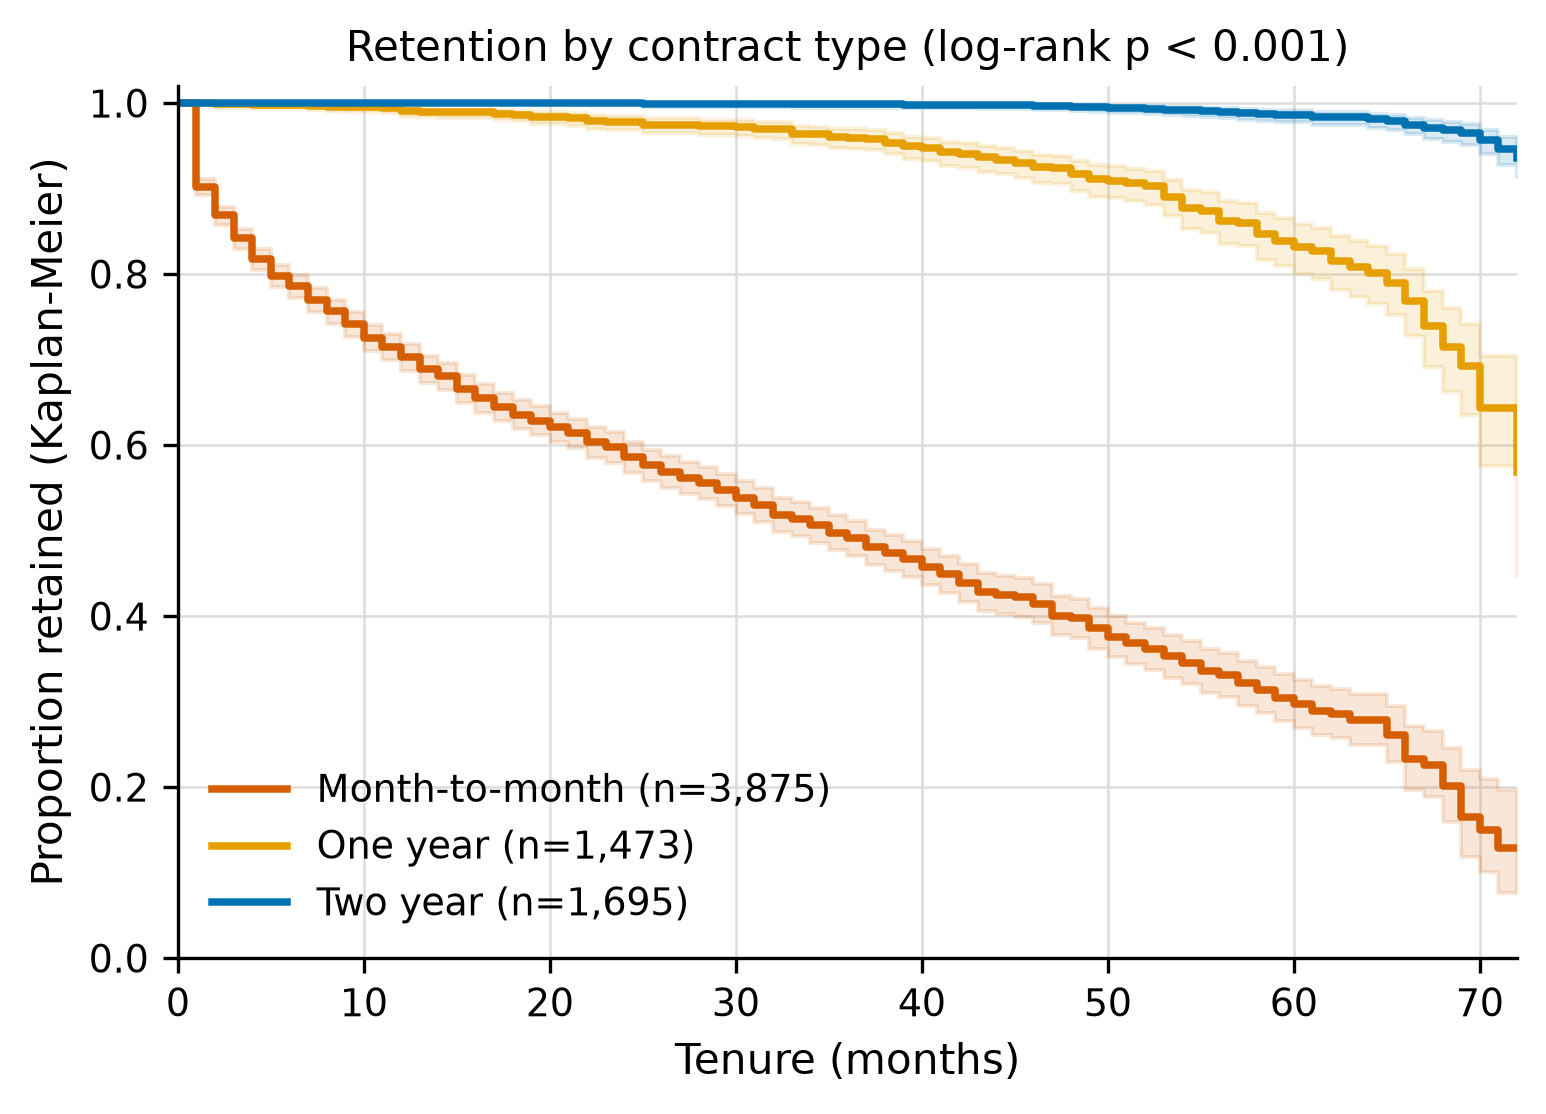 Retention by contract type (log-rank p < 0.001)
Proportion retained (Kaplan-Meier)
1.0
0.8
0.6
0.4
0.2
0.0
Month-to-month (n=3,875)
One year (n=1,473)
Two year (n=1,695)
0 10 20 30 40 50 60 70
Tenure (months)